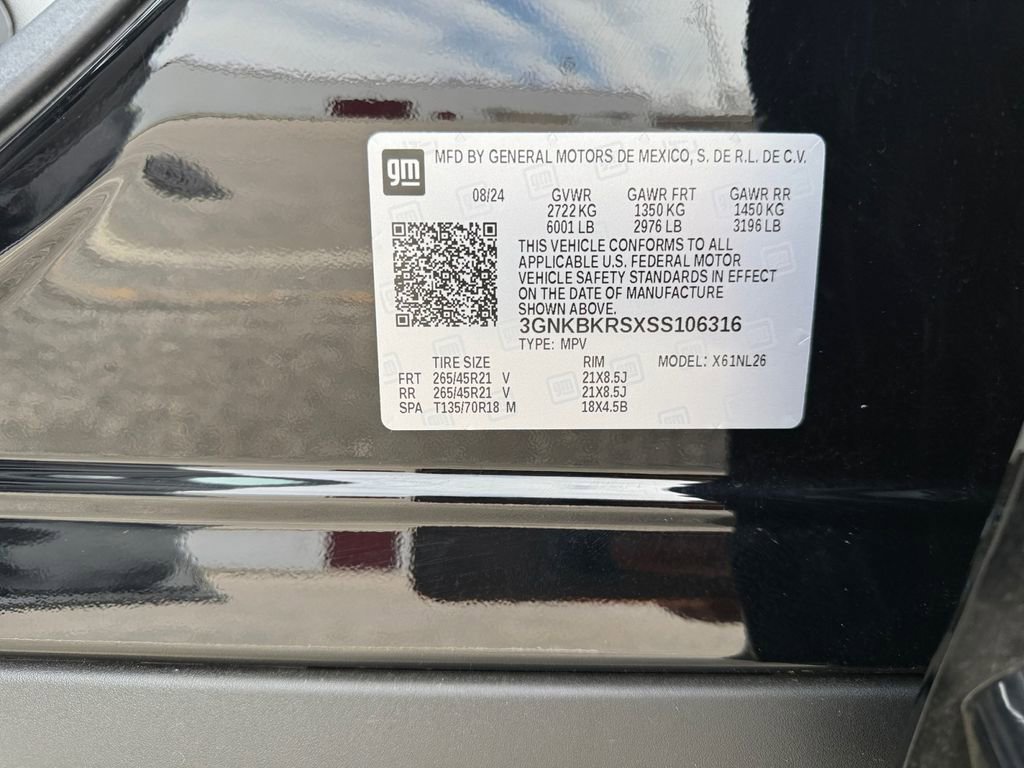 gm MFD BY GENERAL MOTORS DE MEXICO, S. DE R.L. DE C.V.
08/24 GVWR GAWR FRT GAWR RR
2722 KG 1350 KG 1450 KG
6001 LB 2976 LB 3196 LB
THIS VEHICLE CONFORMS TO ALL
APPLICABLE U.S. FEDERAL MOTOR
VEHICLE SAFETY STANDARDS IN EFFECT
ON THE DATE OF MANUFACTURE
SHOWN ABOVE.
3GNKBKRSXSS106316
TYPE: MPV
TIRE SIZE RIM MODEL: X61NL26
FRT 265/45R21 V 21X8.5J
RR 265/45R21 V 21X8.5J
SPA T135/70R18 M 18X4.5B